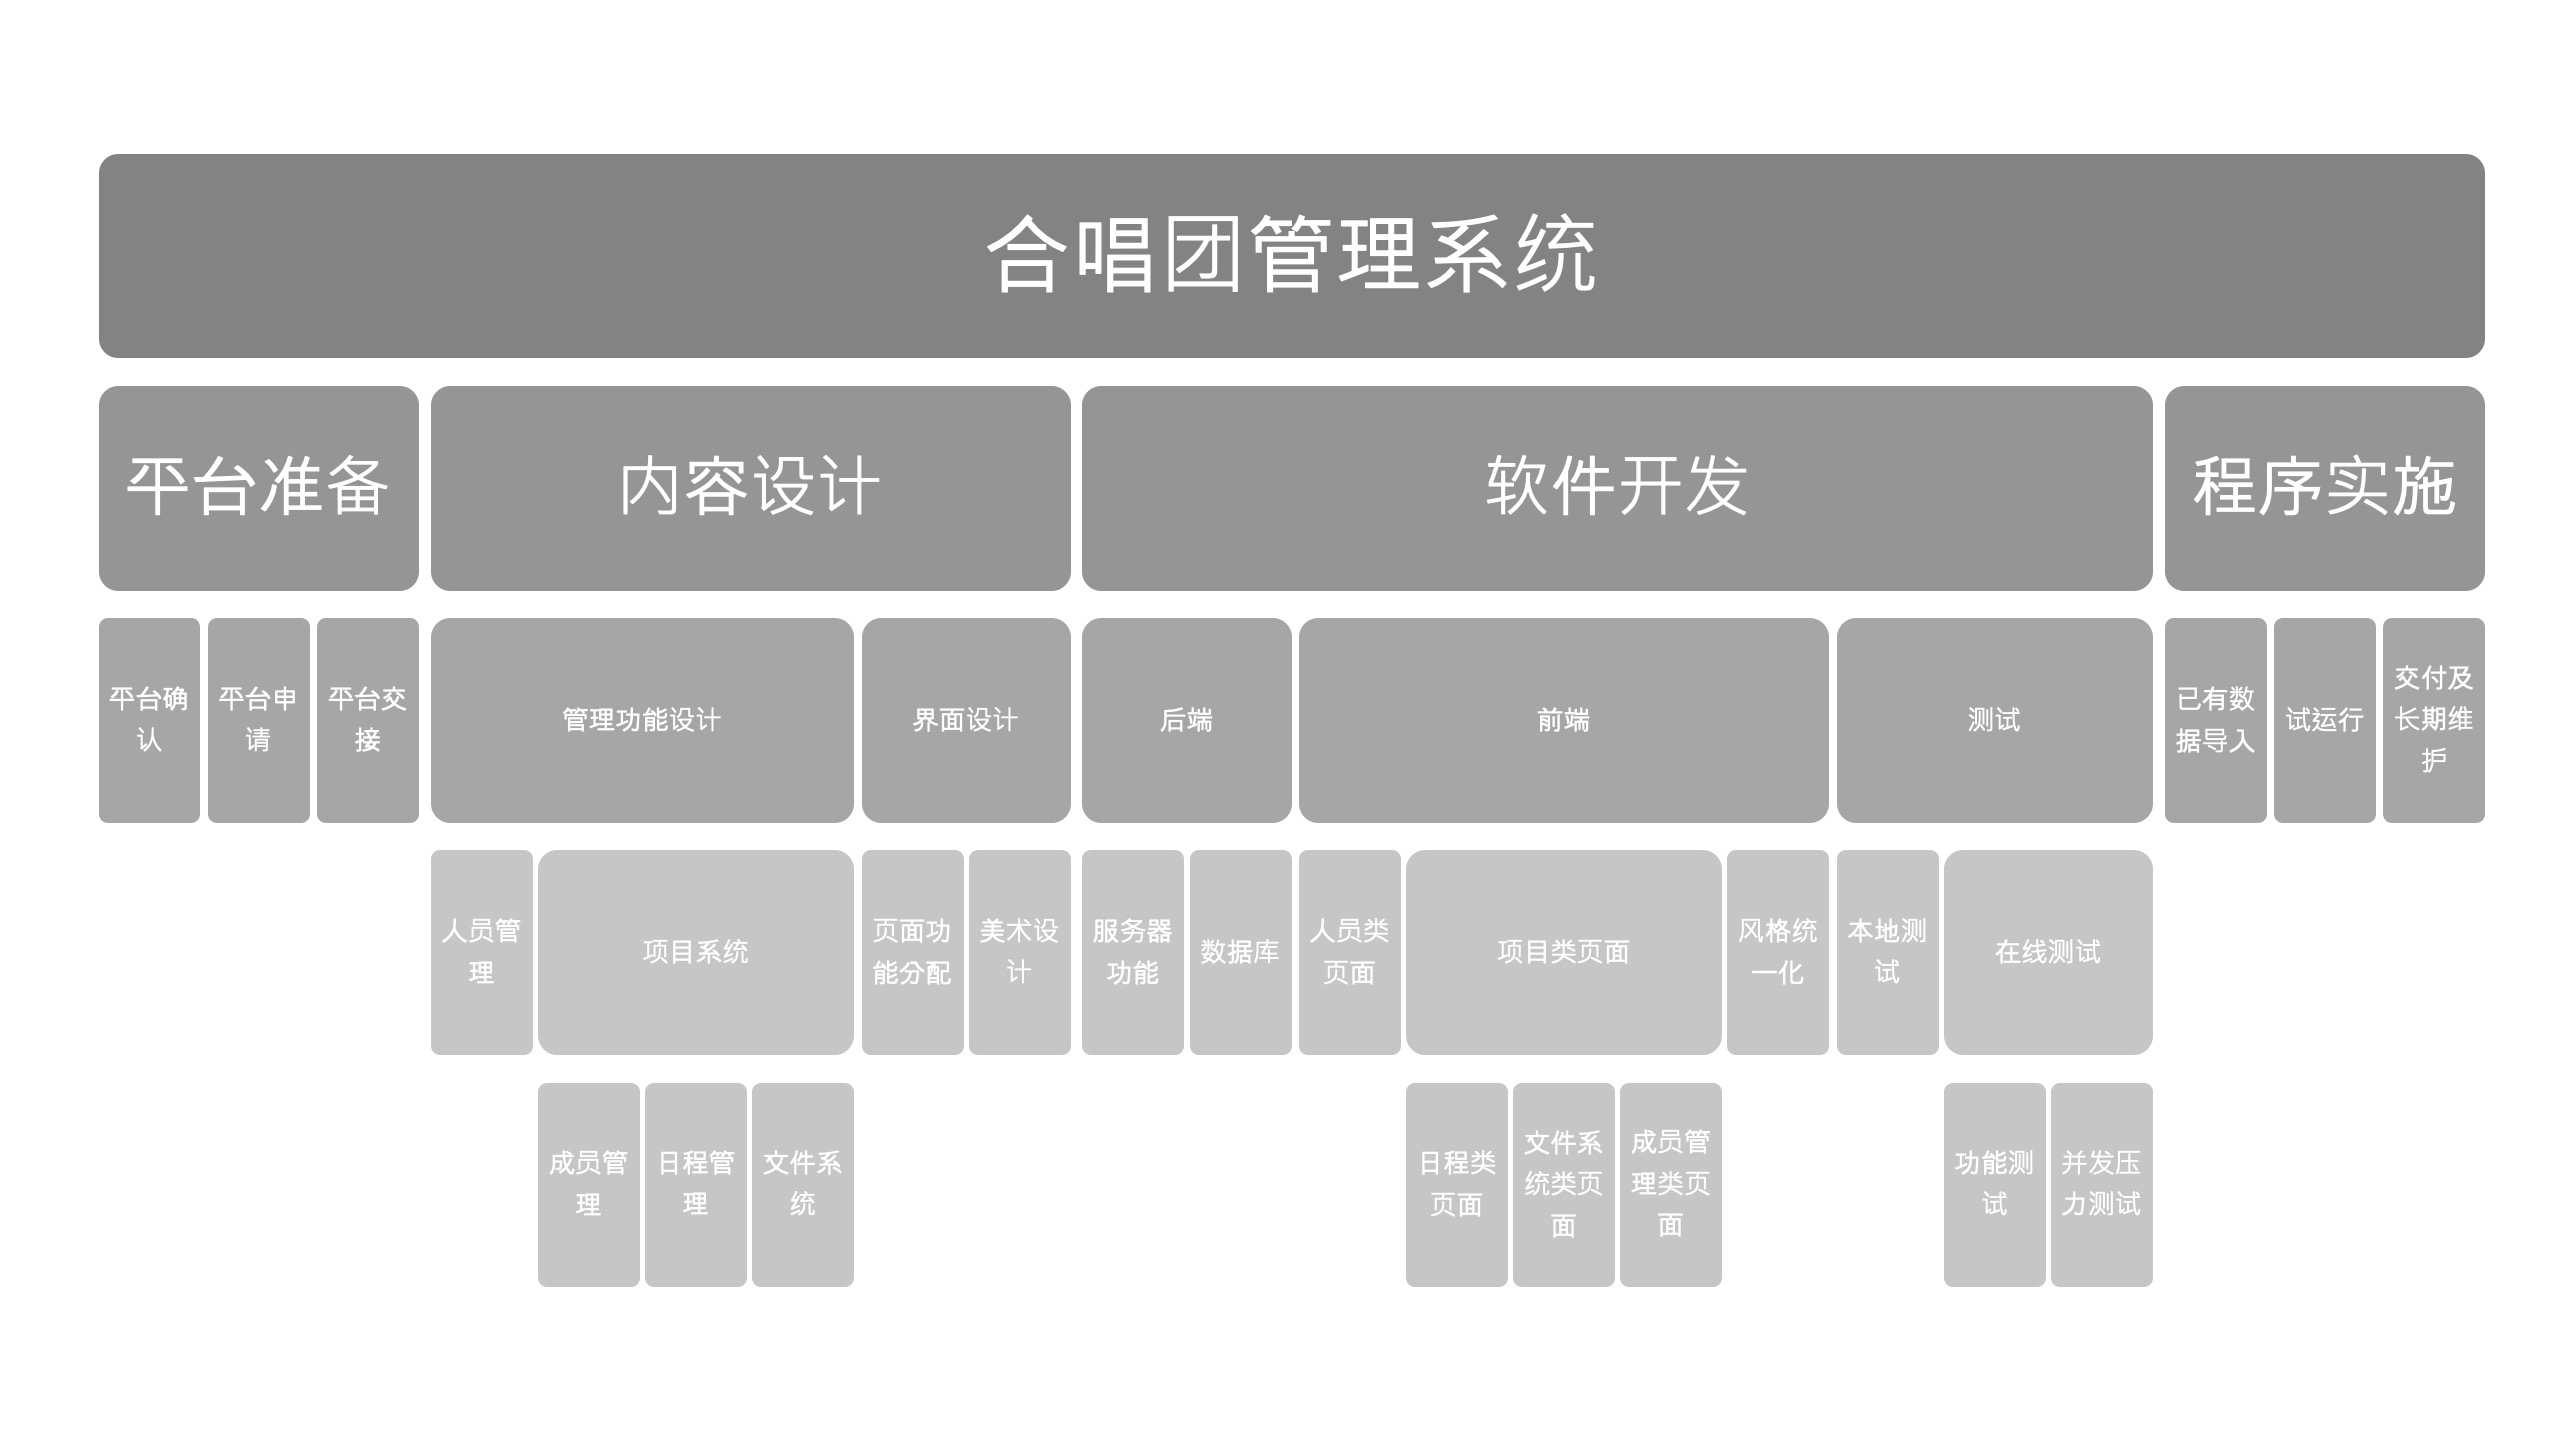 合唱团管理系统
平台准备
内容设计
软件开发
程序实施
平台确
认
平台申
请
平台交
接
管理功能设计
界面设计
后端
前端
测试
已有数
据导入
试运行
交付及
长期维
护
人员管
理
项目系统
页面功
能分配
美术设
计
服务器
功能
数据库
人员类
页面
项目类页面
风格统
一化
本地测
试
在线测试
成员管
理
日程管
理
文件系
统
日程类
页面
文件系
统类页
面
成员管
理类页
面
功能测
试
并发压
力测试